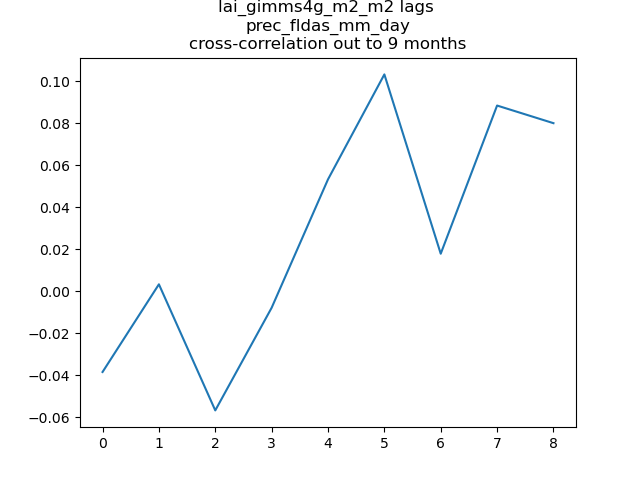 lai_gimms4g_m2_m2 lags
prec_fldas_mm_day
cross-correlation out to 9 months
0.10
0.08
0.06
0.04
0.02
0.00
−0.02
−0.04
−0.06
0 1 2 3 4 5 6 7 8